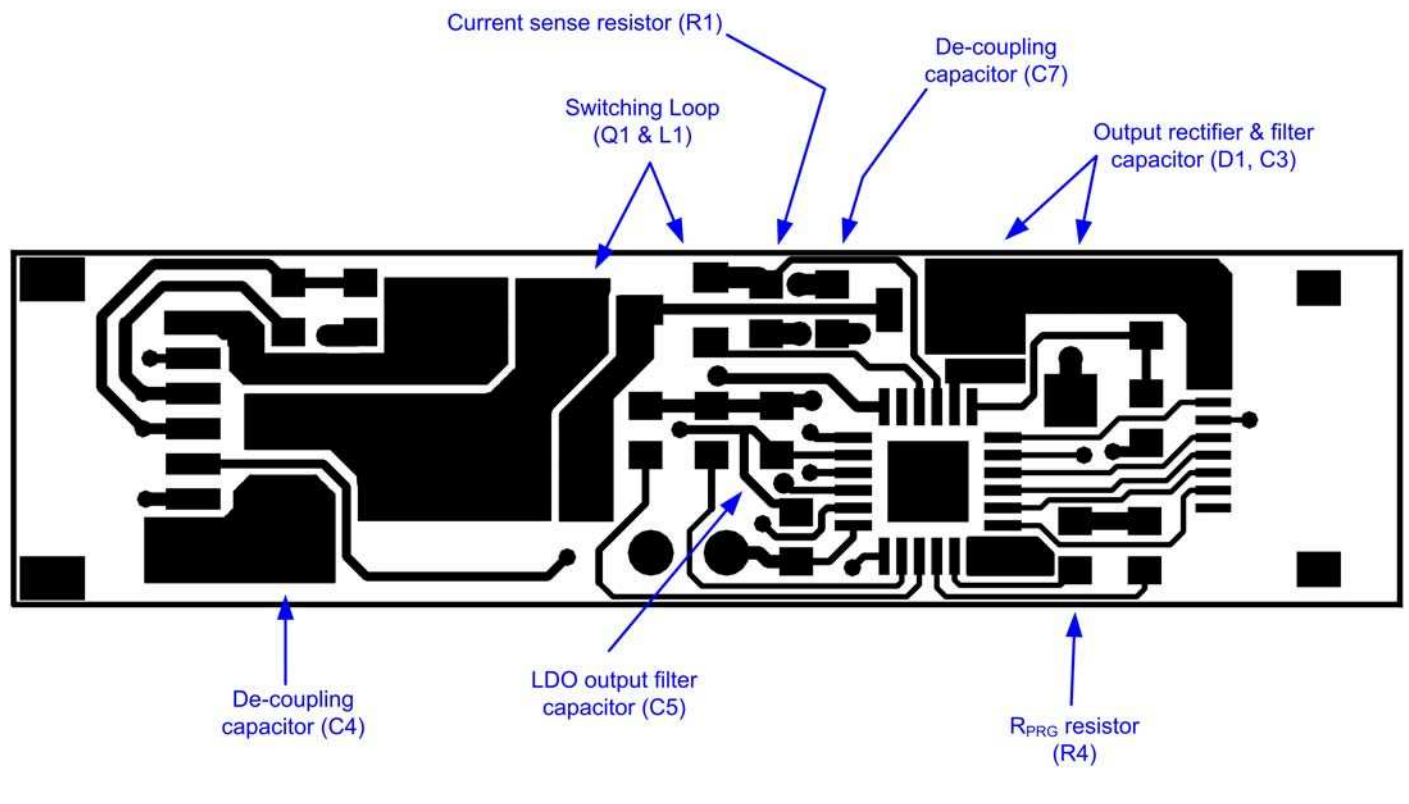 Current sense resistor (R1)
De-coupling
capacitor (C7)
Switching Loop
(Q1 & L1)
Output rectifier & filter
capacitor (D1, C3)
De-coupling
capacitor (C4)
LDO output filter
capacitor (C5)
RPRG resistor
(R4)